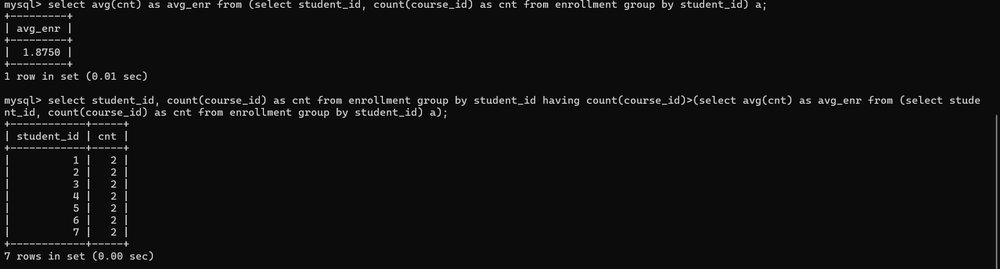 mysql> select avg(cnt) as avg_enr from (select student_id, count(course_id) as cnt from enrollment group by student_id) a;
+---------+
| avg_enr |
+---------+
|  1.8750 |
+---------+
1 row in set (0.01 sec)

mysql> select student_id, count(course_id) as cnt from enrollment group by student_id having count(course_id)>(select avg(cnt) as avg_enr from (select stude
nt_id, count(course_id) as cnt from enrollment group by student_id) a);
+------------+-----+
| student_id | cnt |
+------------+-----+
|          1 |   2 |
|          2 |   2 |
|          3 |   2 |
|          4 |   2 |
|          5 |   2 |
|          6 |   2 |
|          7 |   2 |
+------------+-----+
7 rows in set (0.00 sec)